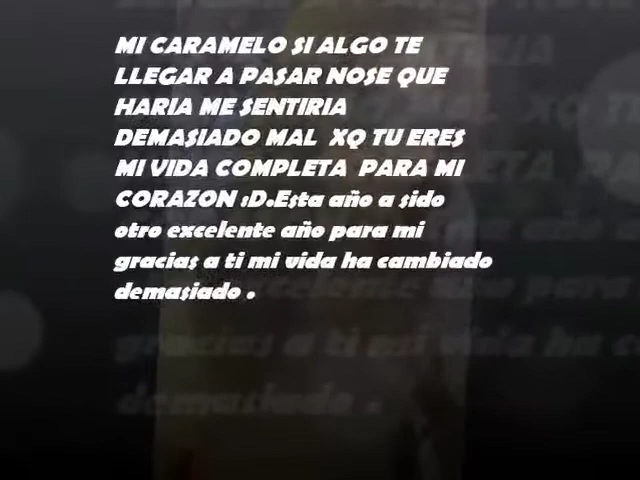 MI CARAMELO SI ALGO TE
LLEGAR A PASAR NOSE QUE
HARIA ME SENTIRIA
DEMASIADO MAL XQ TU ERES
MI VIDA COMPLETA PARA MI
CORAZON :D.Esta año a sido
otro excelente año para mi
gracias a ti mi vida ha cambiado
demasiado .